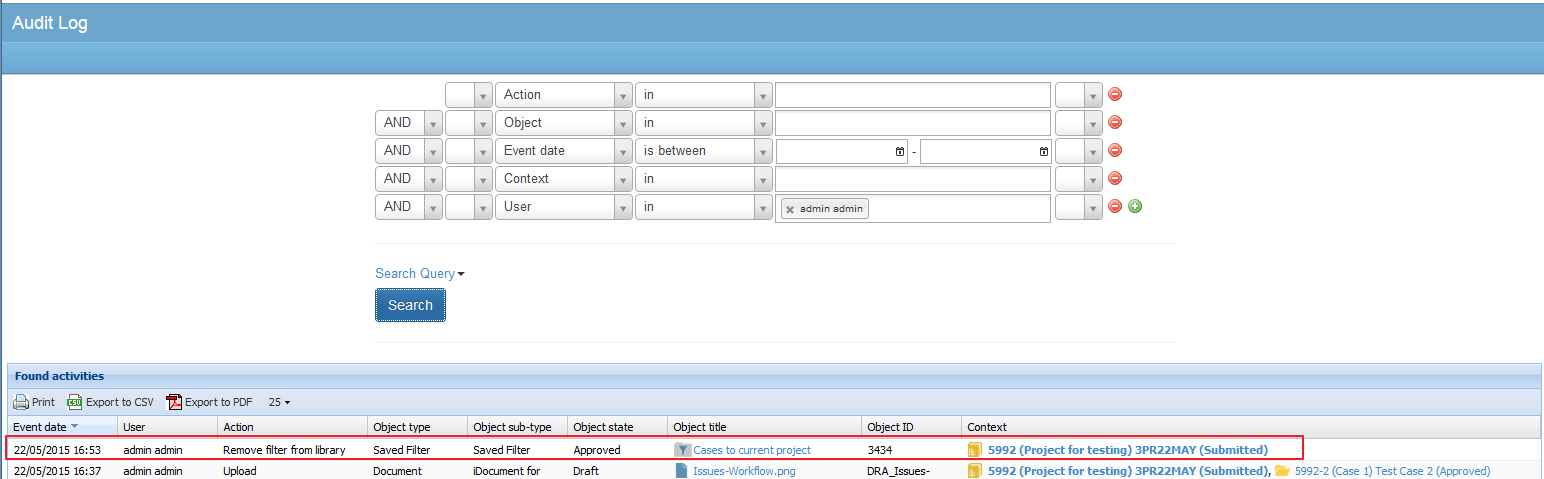 Audit Log
Action in
AND Object in
AND Event date is between -
AND Context in
AND User in admin admin
Search Query
Search
Found activities
Print Export to CSV Export to PDF 25
Event date User Action Object type Object sub-type Object state Object title Object ID Context
22/05/2015 16:53 admin admin Remove filter from library Saved Filter Saved Filter Approved Cases to current project 3434 5992 (Project for testing) 3PR22MAY (Submitted)
22/05/2015 16:37 admin admin Upload Document iDocument for Draft Issues-Workflow.png DRA_Issues- 5992 (Project for testing) 3PR22MAY (Submitted), 5992-2 (Case 1) Test Case 2 (Approved)